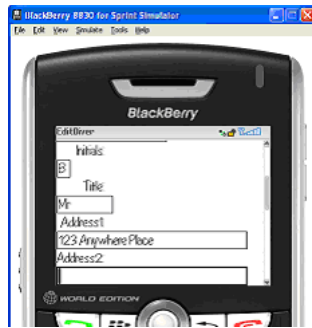 BlackBerry 8830 for Sprint Simulator
File Edit View Simulate Tools Help
BlackBerry
EditDiver
Initials:
B
Title:
Mr
Address1
123 Anywhere Place
Address2:
WORLD EDITION